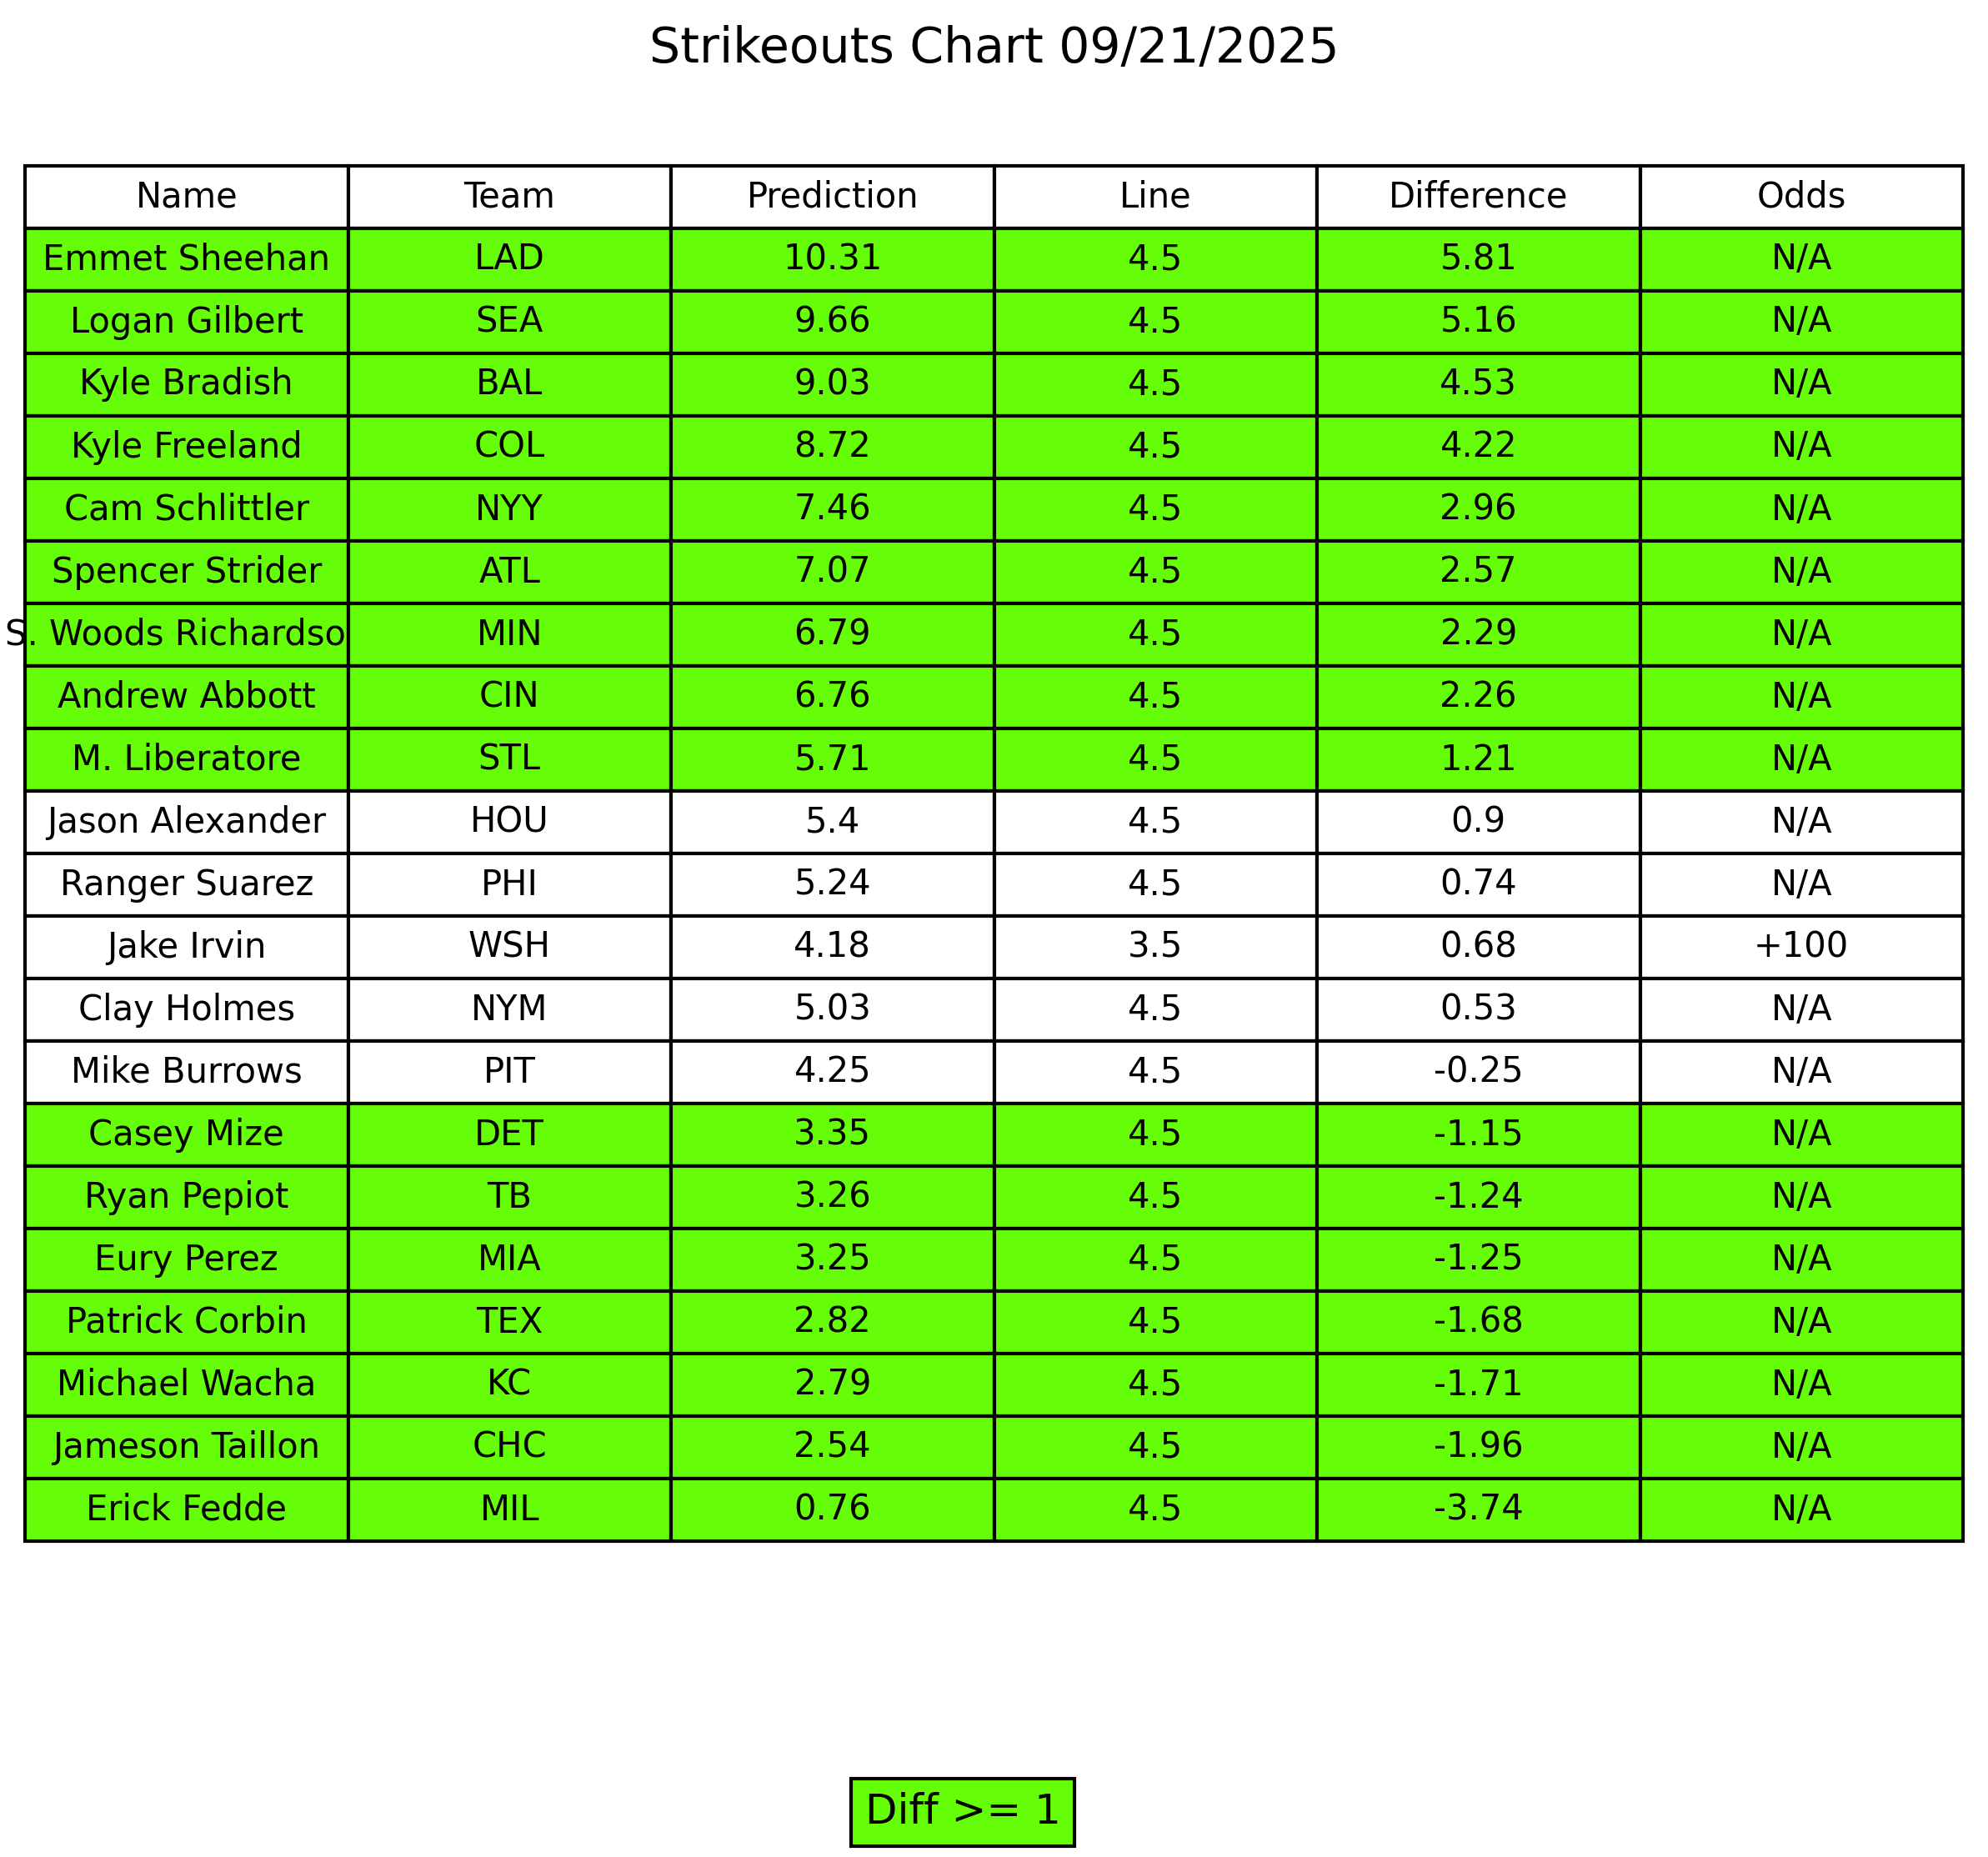 Strikeouts Chart 09/21/2025
Name Team Prediction Line Difference Odds
Emmet Sheehan LAD 10.31 4.5 5.81 N/A
Logan Gilbert SEA 9.66 4.5 5.16 N/A
Kyle Bradish BAL 9.03 4.5 4.53 N/A
Kyle Freeland COL 8.72 4.5 4.22 N/A
Cam Schlittler NYY 7.46 4.5 2.96 N/A
Spencer Strider ATL 7.07 4.5 2.57 N/A
S. Woods Richardso MIN 6.79 4.5 2.29 N/A
Andrew Abbott CIN 6.76 4.5 2.26 N/A
M. Liberatore STL 5.71 4.5 1.21 N/A
Jason Alexander HOU 5.4 4.5 0.9 N/A
Ranger Suarez PHI 5.24 4.5 0.74 N/A
Jake Irvin WSH 4.18 3.5 0.68 +100
Clay Holmes NYM 5.03 4.5 0.53 N/A
Mike Burrows PIT 4.25 4.5 -0.25 N/A
Casey Mize DET 3.35 4.5 -1.15 N/A
Ryan Pepiot TB 3.26 4.5 -1.24 N/A
Eury Perez MIA 3.25 4.5 -1.25 N/A
Patrick Corbin TEX 2.82 4.5 -1.68 N/A
Michael Wacha KC 2.79 4.5 -1.71 N/A
Jameson Taillon CHC 2.54 4.5 -1.96 N/A
Erick Fedde MIL 0.76 4.5 -3.74 N/A
Diff >= 1